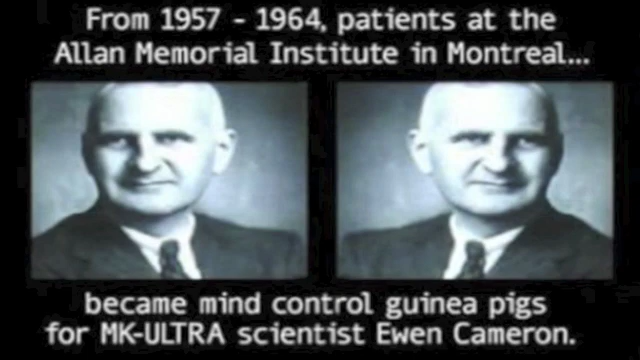 From 1957 - 1964, patients at the
Allan Memorial Institute in Montreal...
became mind control guinea pigs
for MK-ULTRA scientist Ewen Cameron.